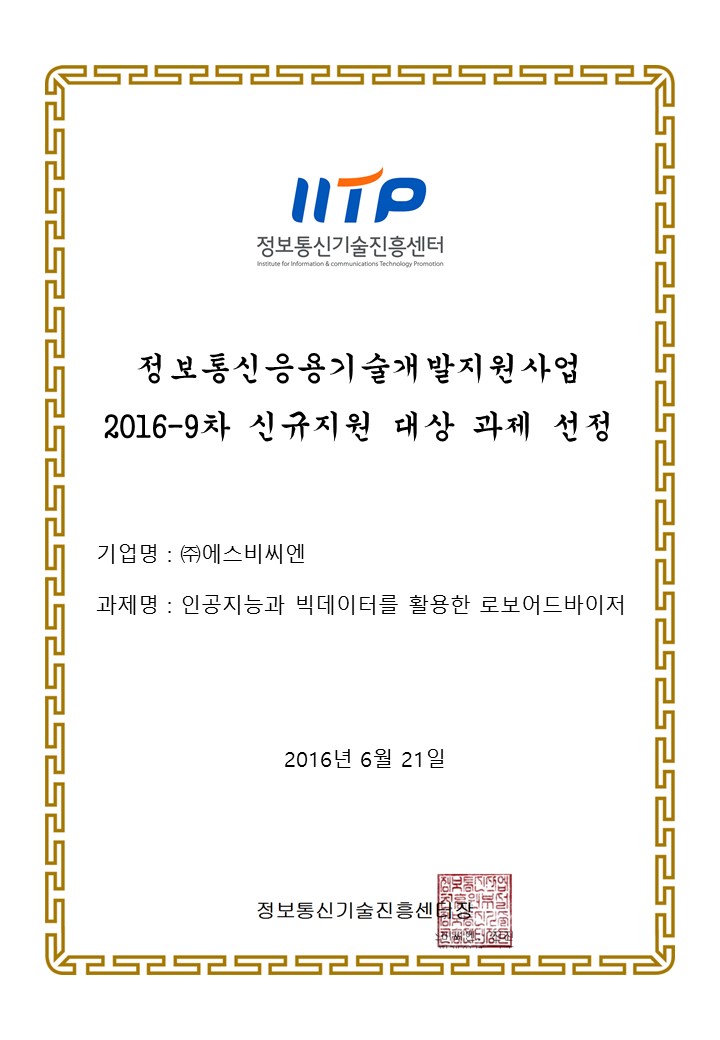 IITP
정보통신기술진흥센터
Institute for Information & communications Technology Promotion
정보통신응용기술개발지원사업
2016-9차 신규지원 대상 과제 선정
기업명 : ㈜에스비씨엔
과제명 : 인공지능과 빅데이터를 활용한 로보어드바이저
2016년 6월 21일
정보통신기술진흥센터장